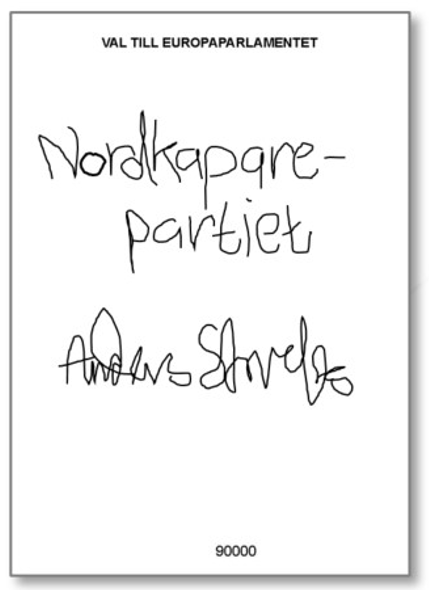 VAL TILL EUROPAPARLAMENTET
Nordkapare-
partiet
Anders
90000